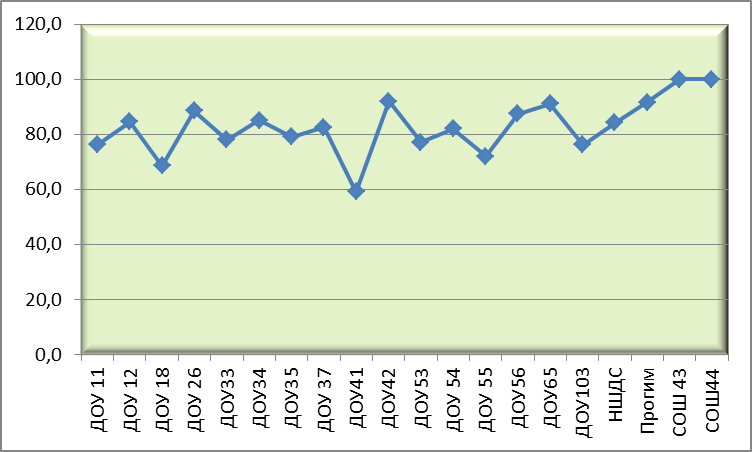 120,0
100,0
80,0
60,0
40,0
20,0
0,0
ДОУ 11
ДОУ 12
ДОУ 18
ДОУ 26
ДОУ33
ДОУ34
ДОУ35
ДОУ 37
ДОУ41
ДОУ42
ДОУ53
ДОУ 54
ДОУ 55
ДОУ56
ДОУ65
ДОУ103
НШДС
Прогим
СОШ 43
СОШ44